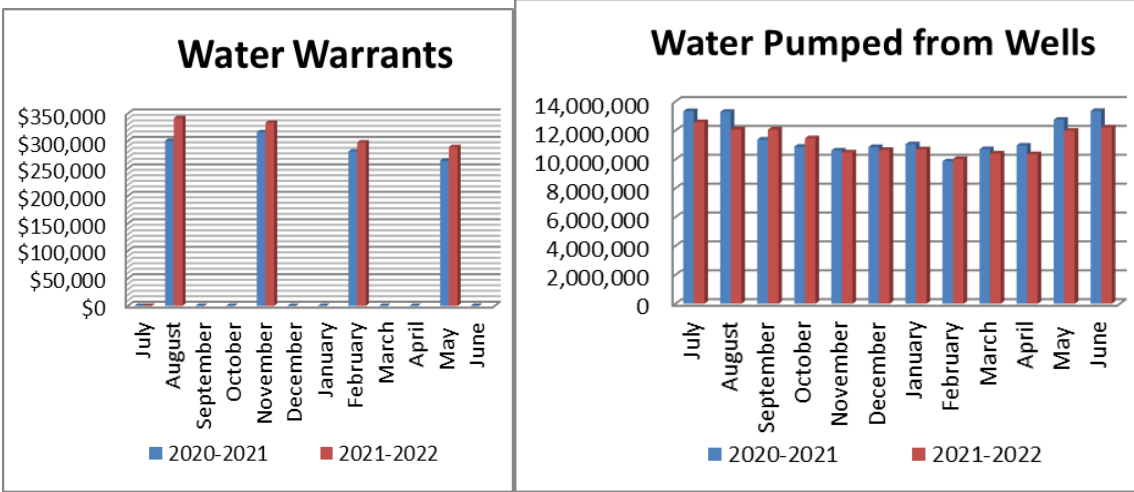 Water Warrants
$350,000
$300,000
$250,000
$200,000
$150,000
$100,000
$50,000
$0
July
August
September
October
November
December
January
February
March
April
May
June
2020-2021 2021-2022
Water Pumped from Wells
14,000,000
12,000,000
10,000,000
8,000,000
6,000,000
4,000,000
2,000,000
0
July
August
September
October
November
December
January
February
March
April
May
June
2020-2021 2021-2022